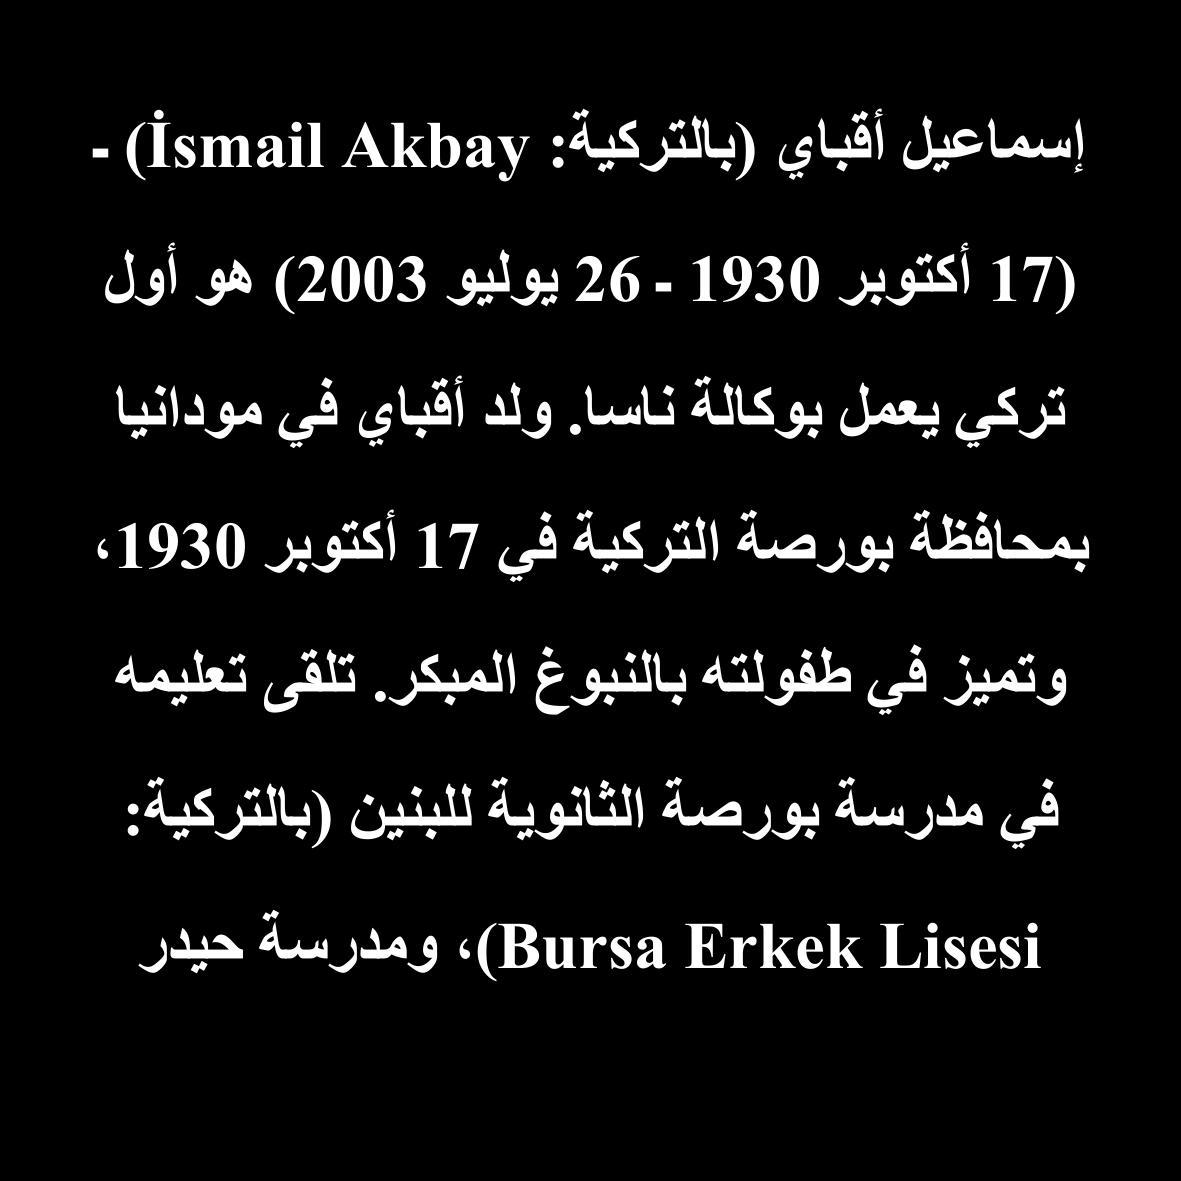 إسماعيل أقباي (بالتركية: İsmail Akbay) -
(17 أكتوبر 1930 - 26 يوليو 2003) هو أول
تركي يعمل بوكالة ناسا. ولد أقباي في مودانيا
بمحافظة بورصة التركية في 17 أكتوبر 1930،
وتميز في طفولته بالنبوغ المبكر. تلقى تعليمه
في مدرسة بورصة الثانوية للبنين (بالتركية:
Bursa Erkek Lisesi)، ومدرسة حيدر